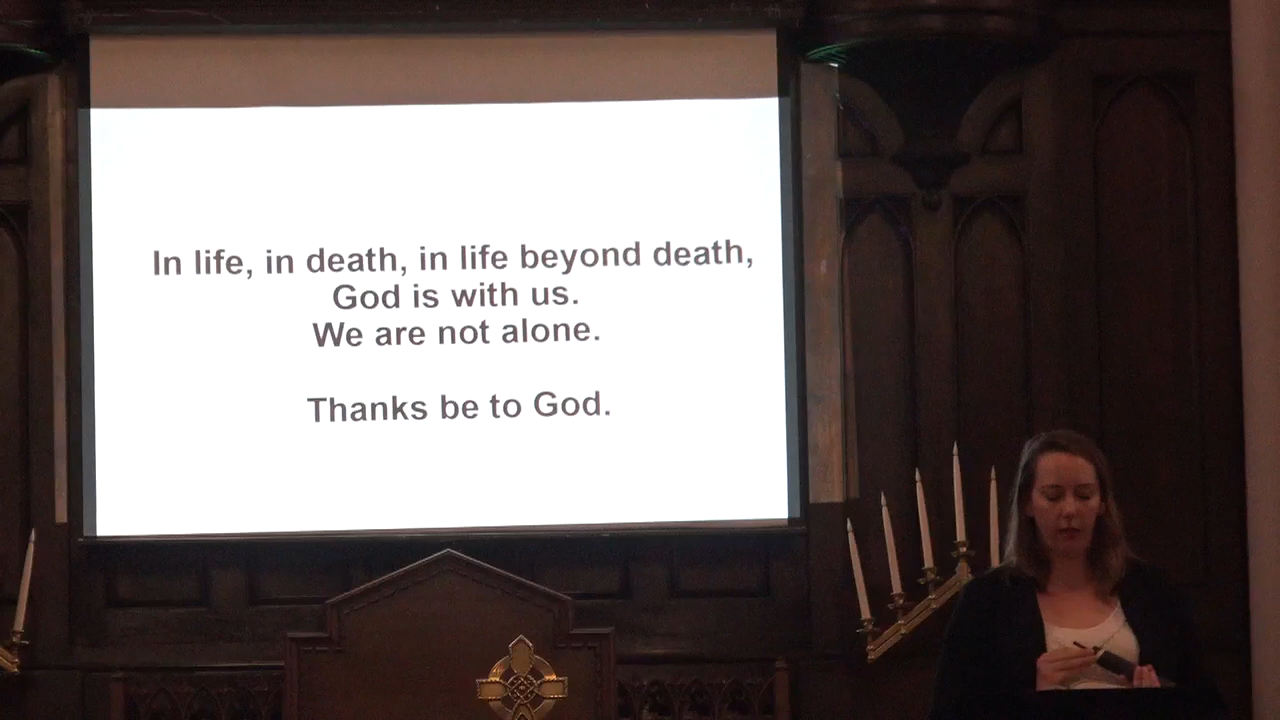 In life, in death, in life beyond death,
God is with us.
We are not alone.
Thanks be to God.